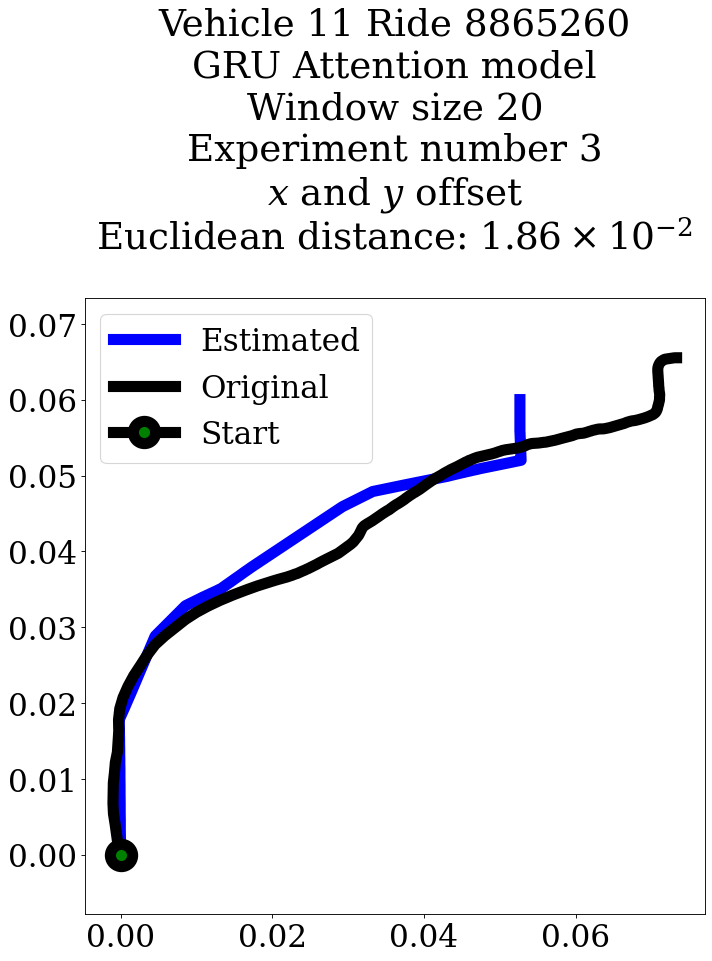 Vehicle 11 Ride 8865260
GRU Attention model
Window size 20
Experiment number 3
x and y offset
Euclidean distance: 1.86 × 10⁻²
Estimated
Original
Start
0.07
0.06
0.05
0.04
0.03
0.02
0.01
0.00
0.00 0.02 0.04 0.06